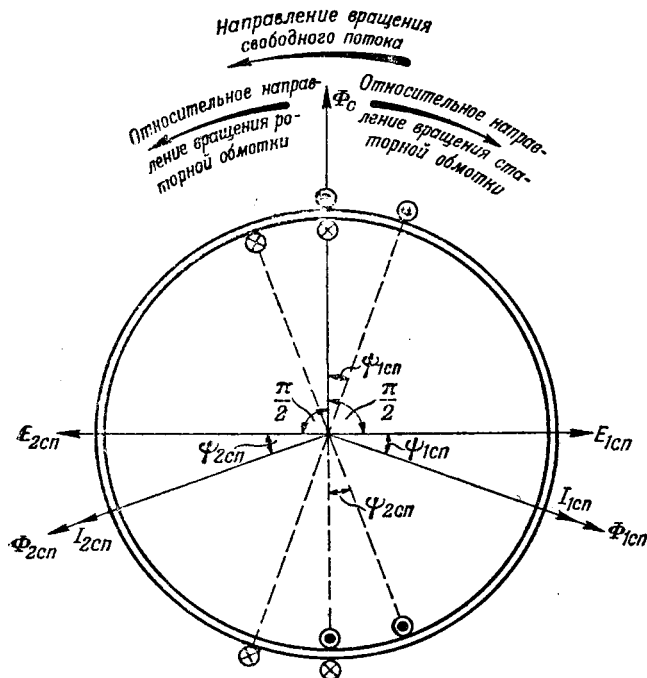 Направление вращения
свободного потока
Относительное направ-
ление вращения ро-
торной обмотки
Φс
Относительное направ-
ление вращения ста-
торной обмотки
ψ1сп
π/2
π/2
E2сп
ψ2сп
ψ1сп
E1сп
ψ2сп
Φ2сп
I2сп
I1сп
Φ1сп